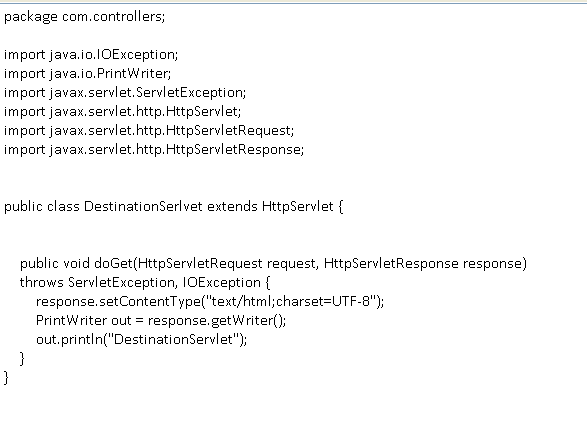 package com.controllers;
import java.io.IOException;
import java.io.PrintWriter;
import javax.servlet.ServletException;
import javax.servlet.http.HttpServlet;
import javax.servlet.http.HttpServletRequest;
import javax.servlet.http.HttpServletResponse;
public class DestinationSerlvet extends HttpServlet {
public void doGet(HttpServletRequest request, HttpServletResponse response)
throws ServletException, IOException {
response.setContentType("text/html;charset=UTF-8");
PrintWriter out = response.getWriter();
out.println("DestinationServlet");
}
}